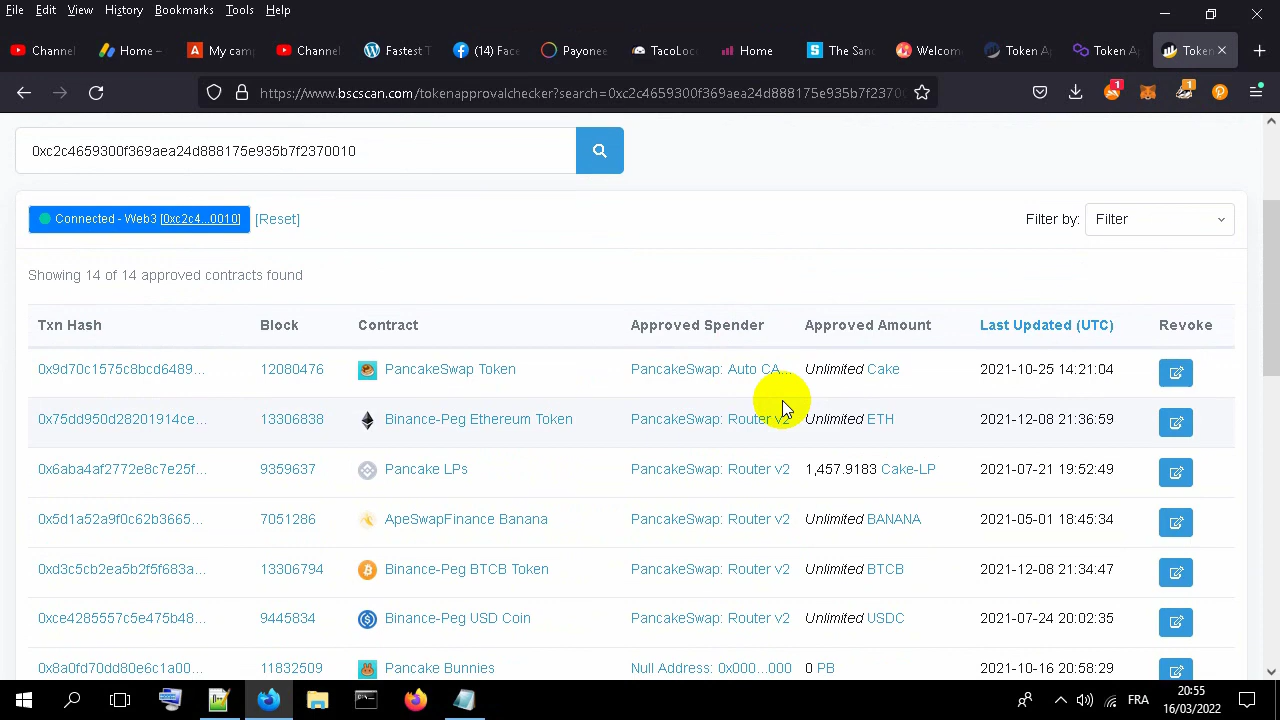 File Edit View History Bookmarks Tools Help
Channel Home – My cam Channel Fastest T (14) Face Payonee TacoLoc Home The San Welcom Token Ap Token Ap Token
https://www.bscscan.com/tokenapprovalchecker?search=0xc2c4659300f369aea24d888175e935b7f2370
0xc2c4659300f369aea24d888175e935b7f2370010
Connected - Web3 [0xc2c4...0010] [Reset] Filter by: Filter
Showing 14 of 14 approved contracts found
Txn Hash Block Contract Approved Spender Approved Amount Last Updated (UTC) Revoke
0x9d70c1575c8bcd6489... 12080476 PancakeSwap Token PancakeSwap: Auto CA... Unlimited Cake 2021-10-25 14:21:04
0x75dd950d28201914ce... 13306838 Binance-Peg Ethereum Token PancakeSwap: Router v2 Unlimited ETH 2021-12-08 21:36:59
0x6aba4af2772e8c7e25f... 9359637 Pancake LPs PancakeSwap: Router v2 1,457.9183 Cake-LP 2021-07-21 19:52:49
0x5d1a52a9f0c62b3665... 7051286 ApeSwapFinance Banana PancakeSwap: Router v2 Unlimited BANANA 2021-05-01 18:45:34
0xd3c5cb2ea5b2f5f683a... 13306794 Binance-Peg BTCB Token PancakeSwap: Router v2 Unlimited BTCB 2021-12-08 21:34:47
0xce4285557c5e475b48... 9445834 Binance-Peg USD Coin PancakeSwap: Router v2 Unlimited USDC 2021-07-24 20:02:35
0x8a0fd70dd80e6c1a00... 11832509 Pancake Bunnies Null Address: 0x000...000 0 PB 2021-10-16 20:58:29
FRA 20:55
16/03/2022